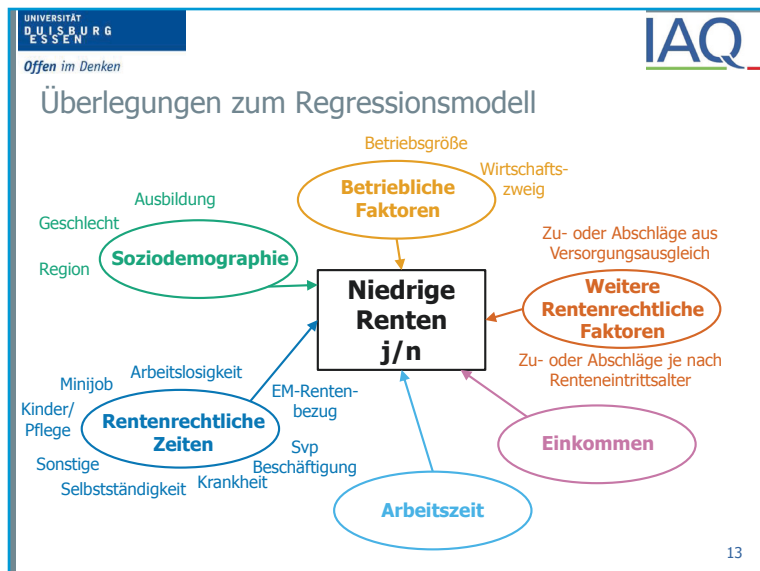 UNIVERSITÄT
DUISBURG
ESSEN
Offen im Denken
IAQ
Überlegungen zum Regressionsmodell
Betriebsgröße
Wirtschafts-
zweig
Betriebliche
Faktoren
Ausbildung
Geschlecht
Region
Soziodemographie
Zu- oder Abschläge aus
Versorgungsausgleich
Weitere
Rentenrechtliche
Faktoren
Zu- oder Abschläge je nach
Renteneintrittsalter
Niedrige
Renten
j/n
Arbeitslosigkeit
Minijob
Kinder/
Pflege
Rentenrechtliche
Zeiten
EM-Renten-
bezug
Svp
Beschäftigung
Sonstige
Selbstständigkeit
Krankheit
Einkommen
Arbeitszeit
13